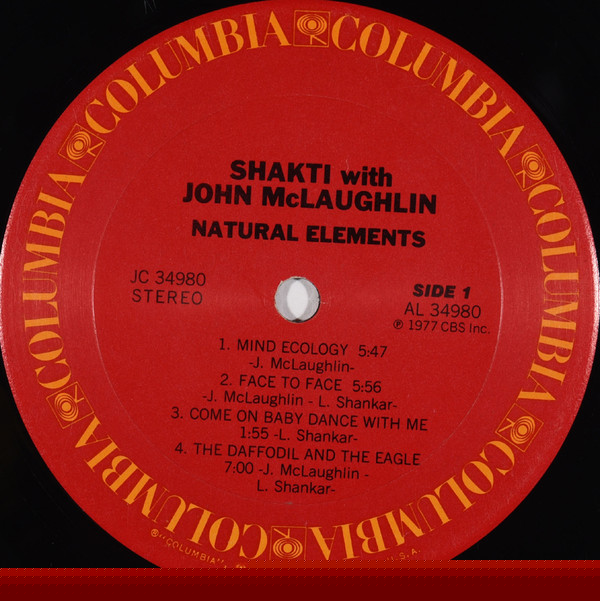 COLUMBIA COLUMBIA COLUMBIA COLUMBIA COLUMBIA COLUMBIA COLUMBIA
SHAKTI with
JOHN McLAUGHLIN
NATURAL ELEMENTS
JC 34980
STEREO
SIDE 1
AL 34980
℗ 1977 CBS Inc.
1. MIND ECOLOGY 5:47
-J. McLaughlin-
2. FACE TO FACE 5:56
-J. McLaughlin - L. Shankar-
3. COME ON BABY DANCE WITH ME
1:55 -L. Shankar-
4. THE DAFFODIL AND THE EAGLE
7:00 -J. McLaughlin -
L. Shankar-
®"COLUMBIA"
U.S.A.